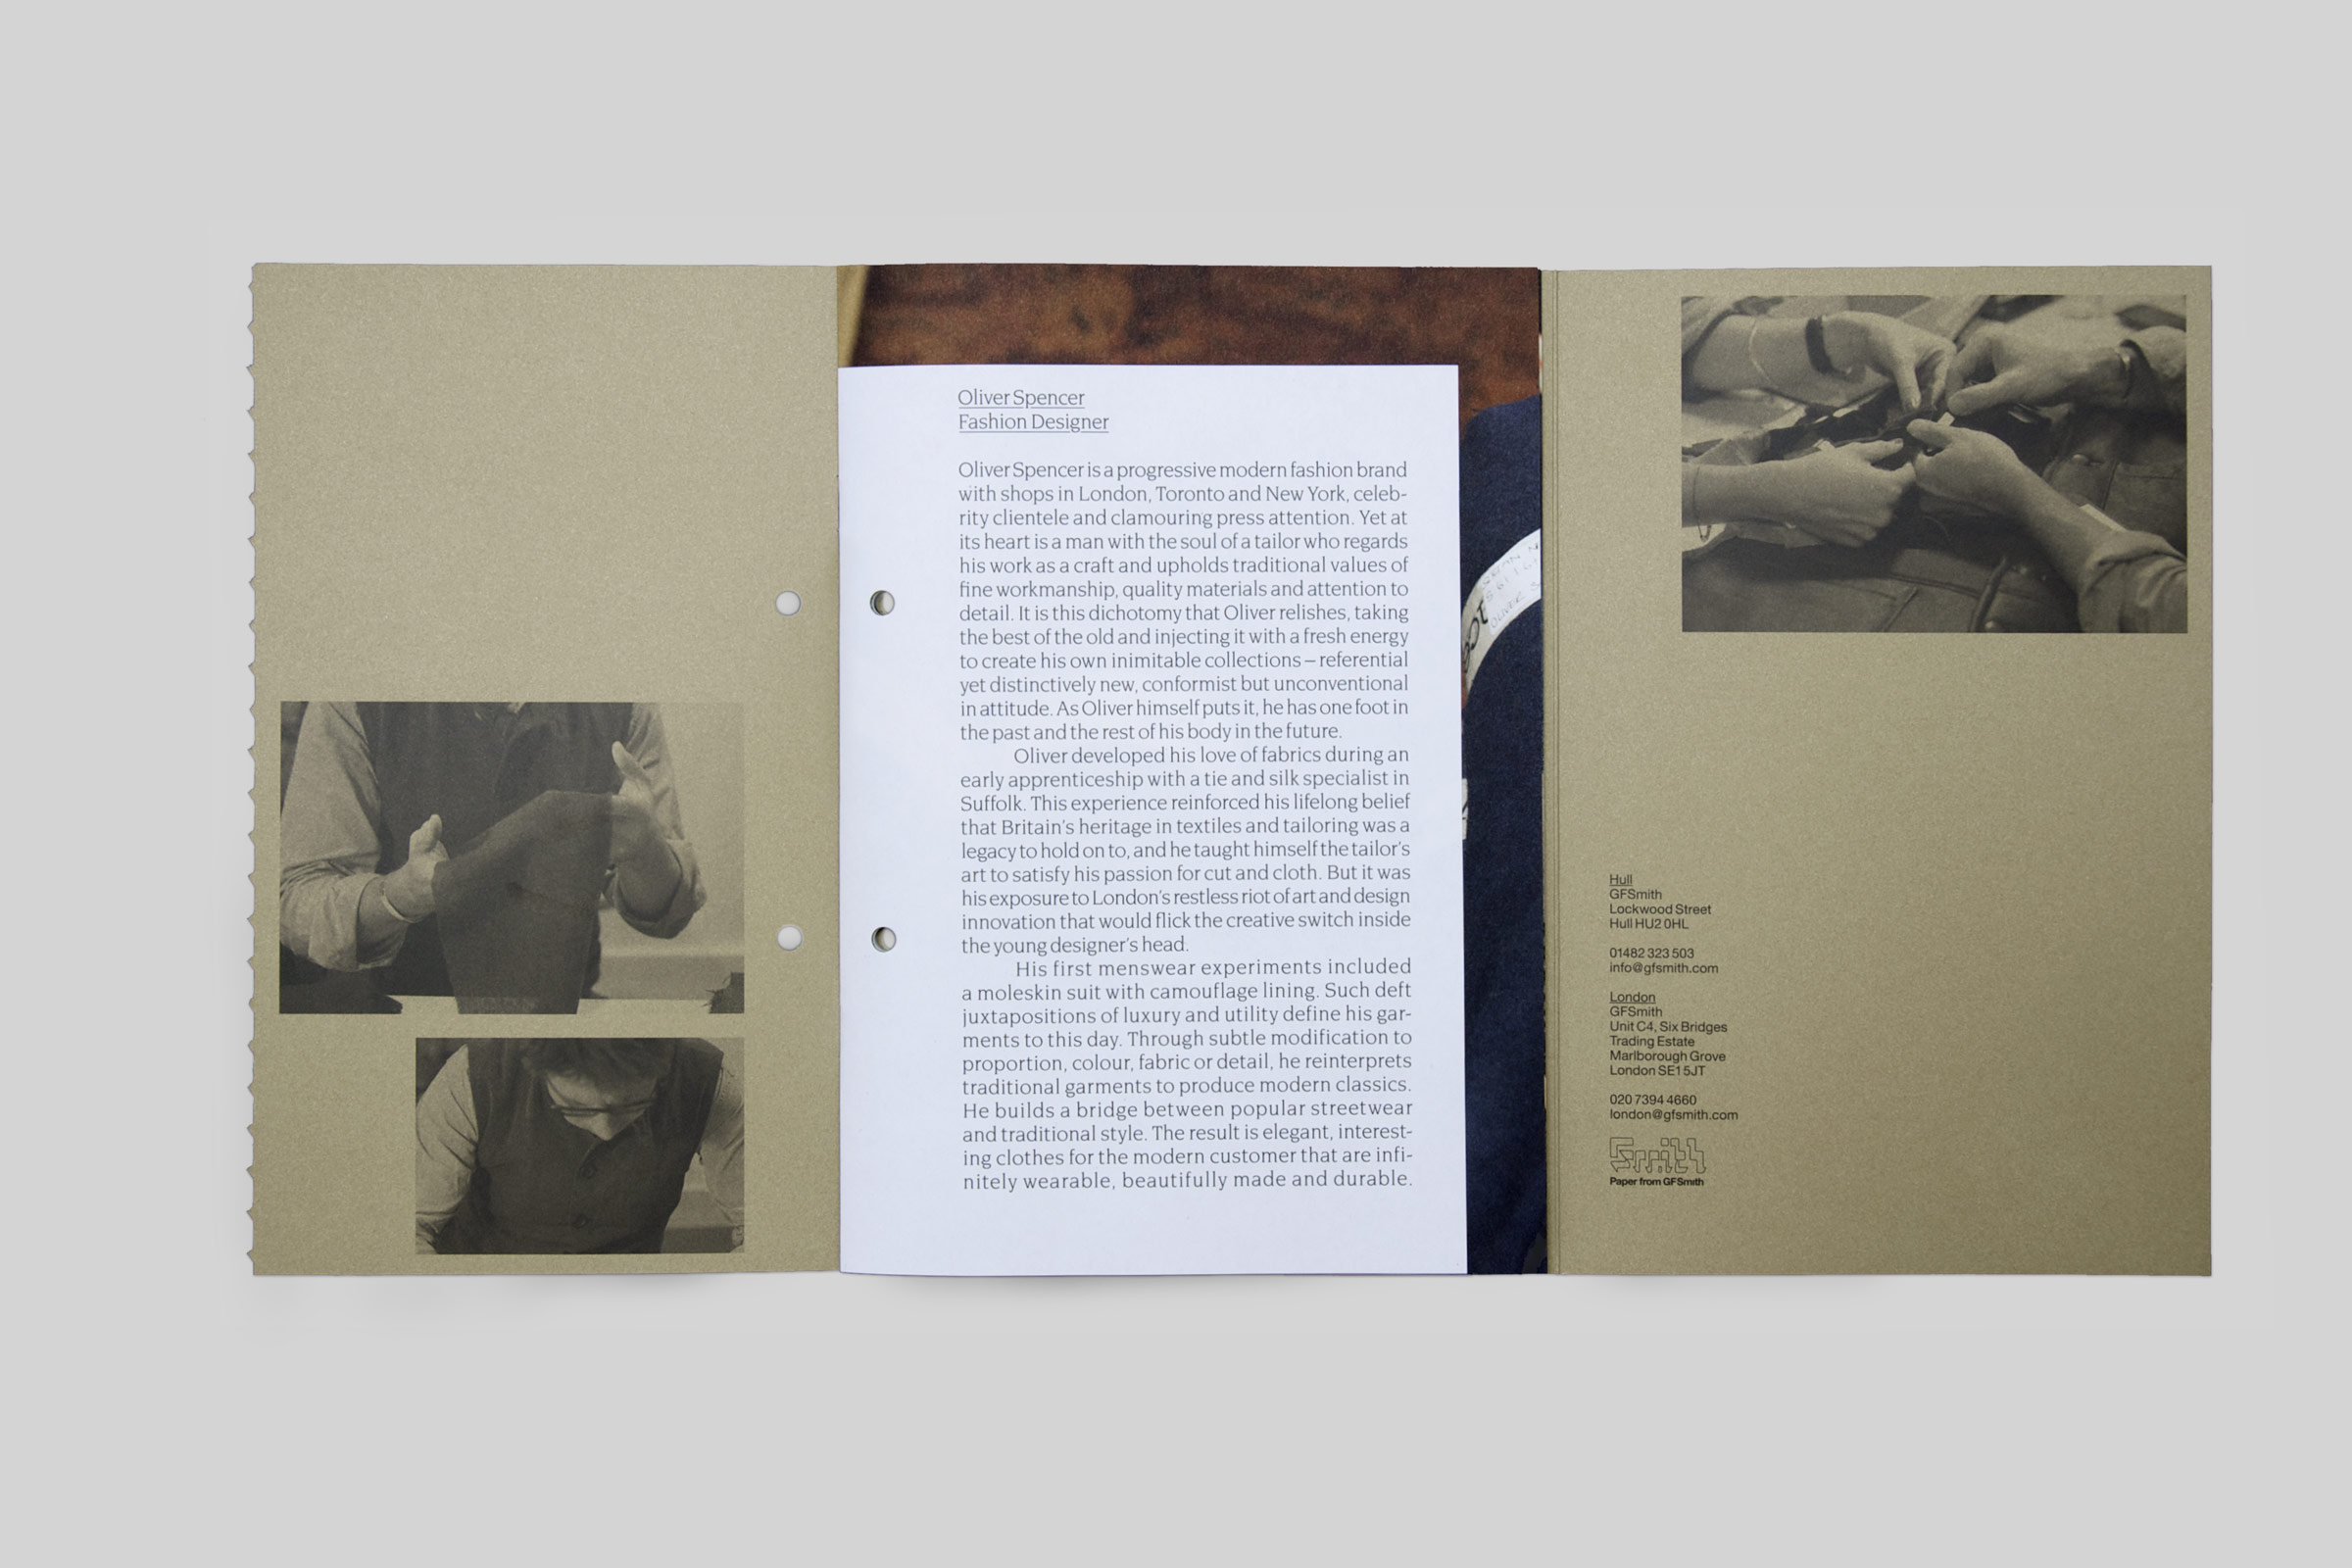 Oliver Spencer
Fashion Designer
Oliver Spencer is a progressive modern fashion brand
with shops in London, Toronto and New York, celeb-
rity clientele and clamouring press attention. Yet at
its heart is a man with the soul of a tailor who regards
his work as a craft and upholds traditional values of
fine workmanship, quality materials and attention to
detail. It is this dichotomy that Oliver relishes, taking
the best of the old and injecting it with a fresh energy
to create his own inimitable collections – referential
yet distinctively new, conformist but unconventional
in attitude. As Oliver himself puts it, he has one foot in
the past and the rest of his body in the future.
Oliver developed his love of fabrics during an
early apprenticeship with a tie and silk specialist in
Suffolk. This experience reinforced his lifelong belief
that Britain's heritage in textiles and tailoring was a
legacy to hold on to, and he taught himself the tailor's
art to satisfy his passion for cut and cloth. But it was
his exposure to London's restless riot of art and design
innovation that would flick the creative switch inside
the young designer's head.
His first menswear experiments included
a moleskin suit with camouflage lining. Such deft
juxtapositions of luxury and utility define his gar-
ments to this day. Through subtle modification to
proportion, colour, fabric or detail, he reinterprets
traditional garments to produce modern classics.
He builds a bridge between popular streetwear
and traditional style. The result is elegant, interest-
ing clothes for the modern customer that are infi-
nitely wearable, beautifully made and durable.
Hull
GFSmith
Lockwood Street
Hull HU2 0HL
01482 323 503
info@gfsmith.com
London
GFSmith
Unit C4, Six Bridges
Trading Estate
Marlborough Grove
London SE1 5JT
020 7394 4660
london@gfsmith.com
Smith
Paper from GFSmith